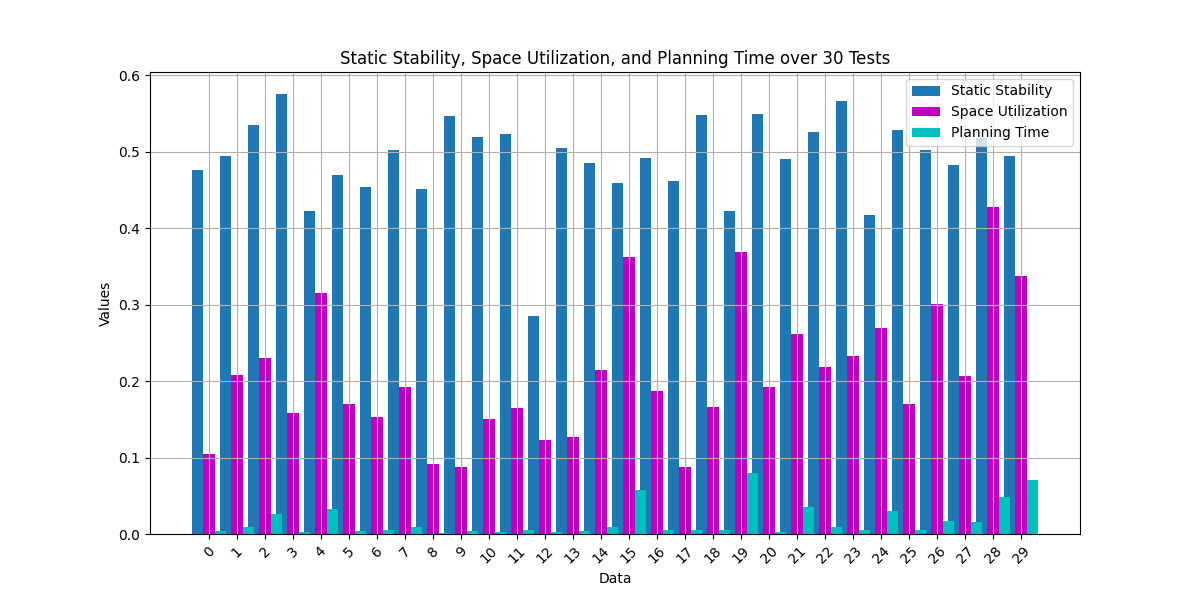 Static Stability, Space Utilization, and Planning Time over 30 Tests
Static Stability
Space Utilization
Planning Time
Values
0.6
0.5
0.4
0.3
0.2
0.1
0.0
0 1 2 3 4 5 6 7 8 9 10 11 12 13 14 15 16 17 18 19 20 21 22 23 24 25 26 27 28 29
Data